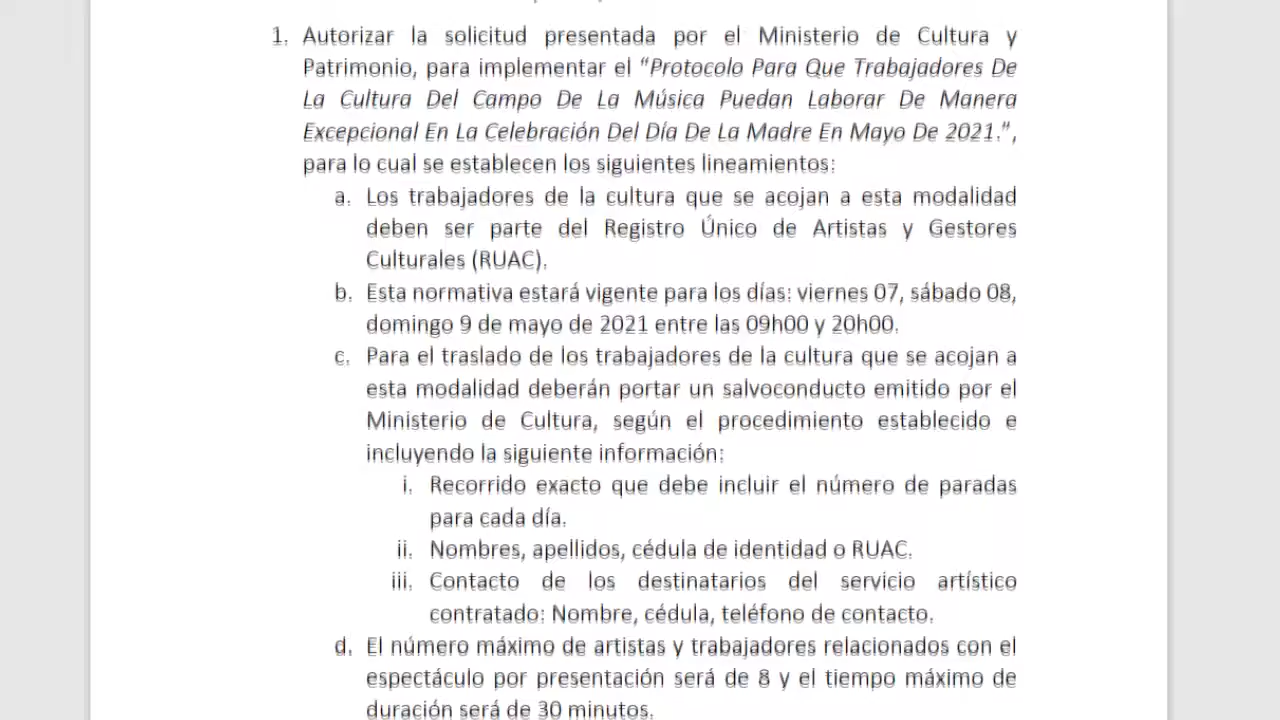 1. Autorizar la solicitud presentada por el Ministerio de Cultura y
Patrimonio, para implementar el "Protocolo Para Que Trabajadores De
La Cultura Del Campo De La Música Puedan Laborar De Manera
Excepcional En La Celebración Del Día De La Madre En Mayo De 2021.",
para lo cual se establecen los siguientes lineamientos:
a. Los trabajadores de la cultura que se acojan a esta modalidad
deben ser parte del Registro Único de Artistas y Gestores
Culturales (RUAC).
b. Esta normativa estará vigente para los días: viernes 07, sábado 08,
domingo 9 de mayo de 2021 entre las 09h00 y 20h00.
c. Para el traslado de los trabajadores de la cultura que se acojan a
esta modalidad deberán portar un salvoconducto emitido por el
Ministerio de Cultura, según el procedimiento establecido e
incluyendo la siguiente información:
i. Recorrido exacto que debe incluir el número de paradas
para cada día.
ii. Nombres, apellidos, cédula de identidad o RUAC.
iii. Contacto de los destinatarios del servicio artístico
contratado: Nombre, cédula, teléfono de contacto.
d. El número máximo de artistas y trabajadores relacionados con el
espectáculo por presentación será de 8 y el tiempo máximo de
duración será de 30 minutos.